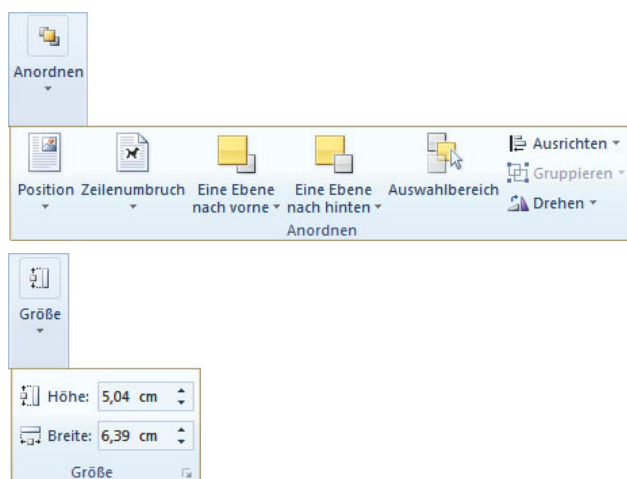 Anordnen
Position Zeilenumbruch Eine Ebene nach vorne Eine Ebene nach hinten Auswahlbereich
Ausrichten
Gruppieren
Drehen
Anordnen
Größe
Höhe: 5,04 cm
Breite: 6,39 cm
Größe